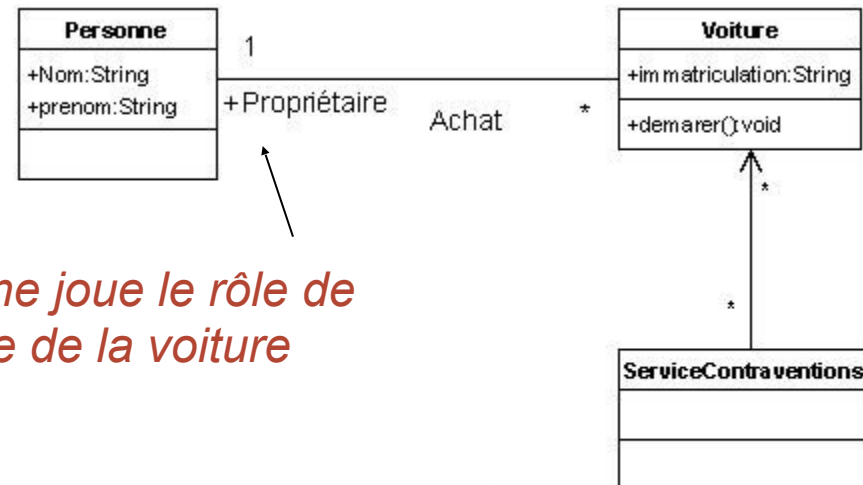 Personne
+Nom:String
+prenom:String
1
+Propriétaire
Achat
*
Voiture
+immatriculation:String
+demarer():void
*
*
ServiceContraventions
joue le rôle de
de la voiture